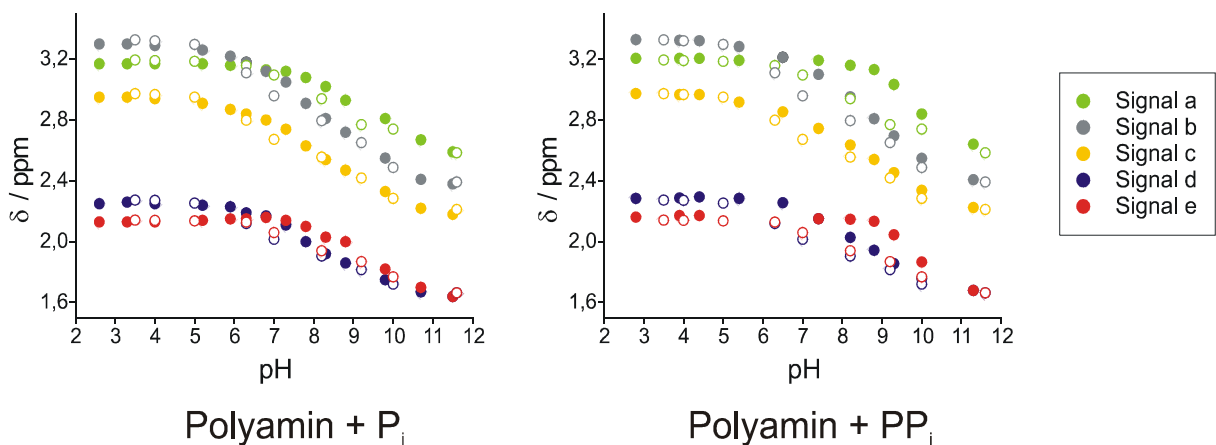 3,2
2,8
2,4
2,0
1,6
δ / ppm
2 3 4 5 6 7 8 9 10 11 12
pH
Polyamin + Pi
3,2
2,8
2,4
2,0
1,6
δ / ppm
2 3 4 5 6 7 8 9 10 11 12
pH
Polyamin + PPi
Signal a
Signal b
Signal c
Signal d
Signal e